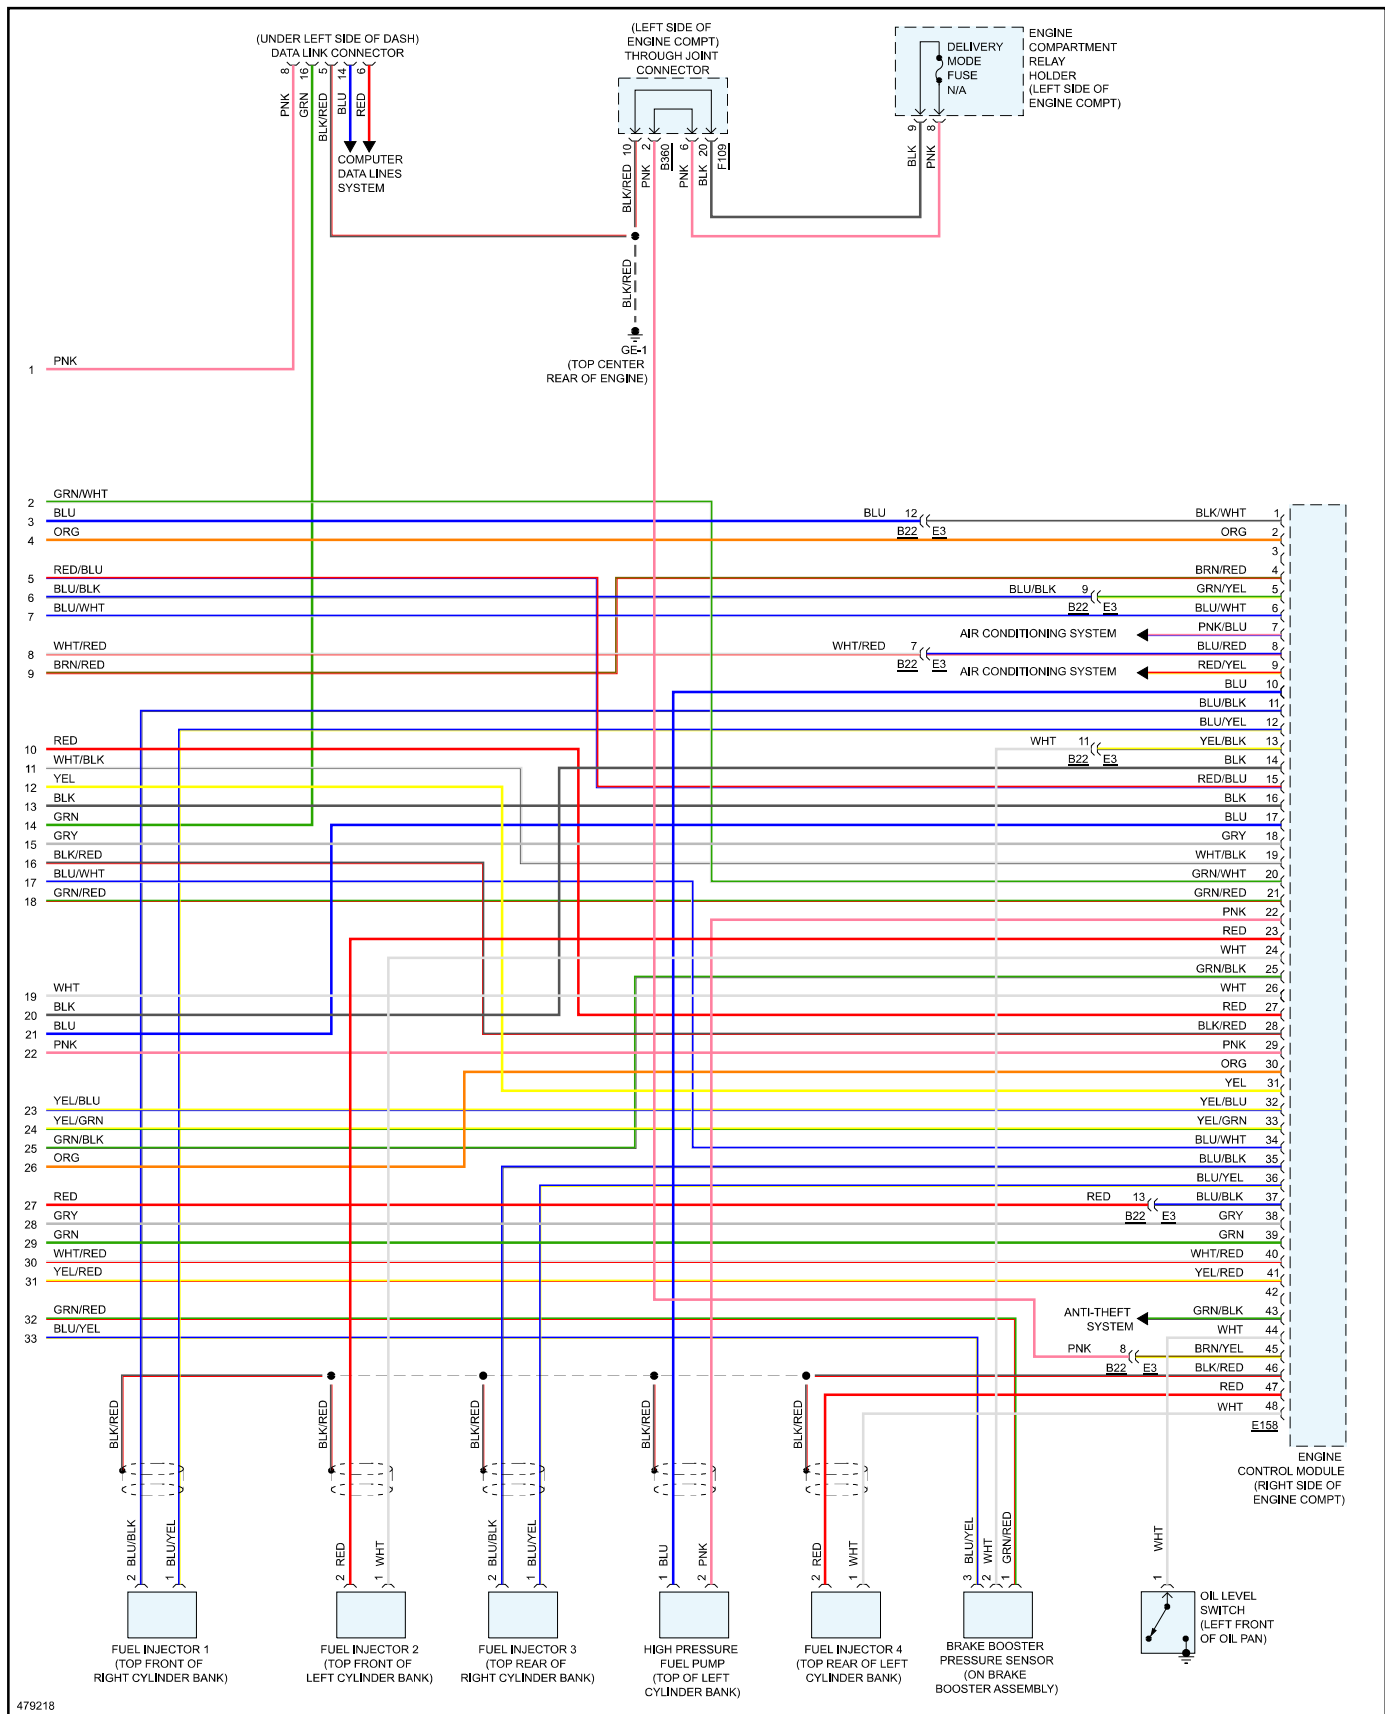 (UNDER LEFT SIDE OF DASH)
DATA LINK CONNECTOR
8
16
5
14
6
PNK
GRN
BLK/RED
BLU
RED
COMPUTER
DATA LINES
SYSTEM
(LEFT SIDE OF
ENGINE COMPT)
THROUGH JOINT
CONNECTOR
10
2
B360
6
20
F109
BLK/RED
PNK
PNK
BLK
DELIVERY
MODE
FUSE
N/A
ENGINE
COMPARTMENT
RELAY
HOLDER
(LEFT SIDE OF
ENGINE COMPT)
9
8
BLK
PNK
BLK/RED
GE-1
(TOP CENTER
REAR OF ENGINE)
1 PNK
2 GRN/WHT
3 BLU
4 ORG
5 RED/BLU
6 BLU/BLK
7 BLU/WHT
8 WHT/RED
9 BRN/RED
10 RED
11 WHT/BLK
12 YEL
13 BLK
14 GRN
15 GRY
16 BLK/RED
17 BLU/WHT
18 GRN/RED
19 WHT
20 BLK
21 BLU
22 PNK
23 YEL/BLU
24 YEL/GRN
25 GRN/BLK
26 ORG
27 RED
28 GRY
29 GRN
30 WHT/RED
31 YEL/RED
32 GRN/RED
33 BLU/YEL
BLU 12
B22 E3
BLU/BLK 9
B22 E3
AIR CONDITIONING SYSTEM
WHT/RED 7
B22 E3
AIR CONDITIONING SYSTEM
WHT 11
B22 E3
RED 13
B22 E3
ANTI-THEFT
SYSTEM
PNK 8
B22 E3
BLK/WHT 1
ORG 2
3
BRN/RED 4
GRN/YEL 5
BLU/WHT 6
PNK/BLU 7
BLU/RED 8
RED/YEL 9
BLU 10
BLU/BLK 11
BLU/YEL 12
YEL/BLK 13
BLK 14
RED/BLU 15
BLK 16
BLU 17
GRY 18
WHT/BLK 19
GRN/WHT 20
GRN/RED 21
PNK 22
RED 23
WHT 24
GRN/BLK 25
WHT 26
RED 27
BLK/RED 28
PNK 29
ORG 30
YEL 31
YEL/BLU 32
YEL/GRN 33
BLU/WHT 34
BLU/BLK 35
BLU/YEL 36
BLU/BLK 37
GRY 38
GRN 39
WHT/RED 40
YEL/RED 41
42
GRN/BLK 43
WHT 44
BRN/YEL 45
BLK/RED 46
RED 47
WHT 48
E158
ENGINE
CONTROL MODULE
(RIGHT SIDE OF
ENGINE COMPT)
BLK/RED
BLK/RED
BLK/RED
BLK/RED
BLK/RED
2 BLU/BLK
1 BLU/YEL
2 RED
1 WHT
2 BLU/BLK
1 BLU/YEL
1 BLU
2 PNK
2 RED
1 WHT
3 BLU/YEL
2 WHT
1 GRN/RED
1 WHT
FUEL INJECTOR 1
(TOP FRONT OF
RIGHT CYLINDER BANK)
FUEL INJECTOR 2
(TOP FRONT OF
LEFT CYLINDER BANK)
FUEL INJECTOR 3
(TOP REAR OF
RIGHT CYLINDER BANK)
HIGH PRESSURE
FUEL PUMP
(TOP OF LEFT
CYLINDER BANK)
FUEL INJECTOR 4
(TOP REAR OF LEFT
CYLINDER BANK)
BRAKE BOOSTER
PRESSURE SENSOR
(ON BRAKE
BOOSTER ASSEMBLY)
OIL LEVEL
SWITCH
(LEFT FRONT
OF OIL PAN)
479218